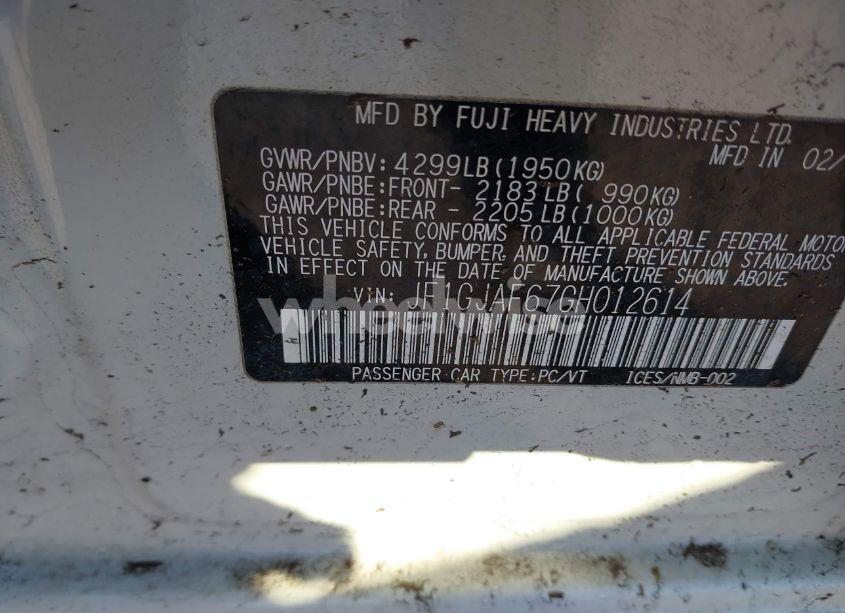 MFD BY FUJI HEAVY INDUSTRIES LTD.
MFD IN 02/
GVWR/PNBV: 4299LB(1950KG)
GAWR/PNBE:FRONT- 2183LB( 990KG)
GAWR/PNBE:REAR - 2205LB(1000KG)
THIS VEHICLE CONFORMS TO ALL APPLICABLE FEDERAL MOTOR
VEHICLE SAFETY, BUMPER, AND THEFT PREVENTION STANDARDS
IN EFFECT ON THE DATE OF MANUFACTURE SHOWN ABOVE.
VIN: JF1GJAF67GH012614
PASSENGER CAR TYPE:PC/VT ICES/NMB-002